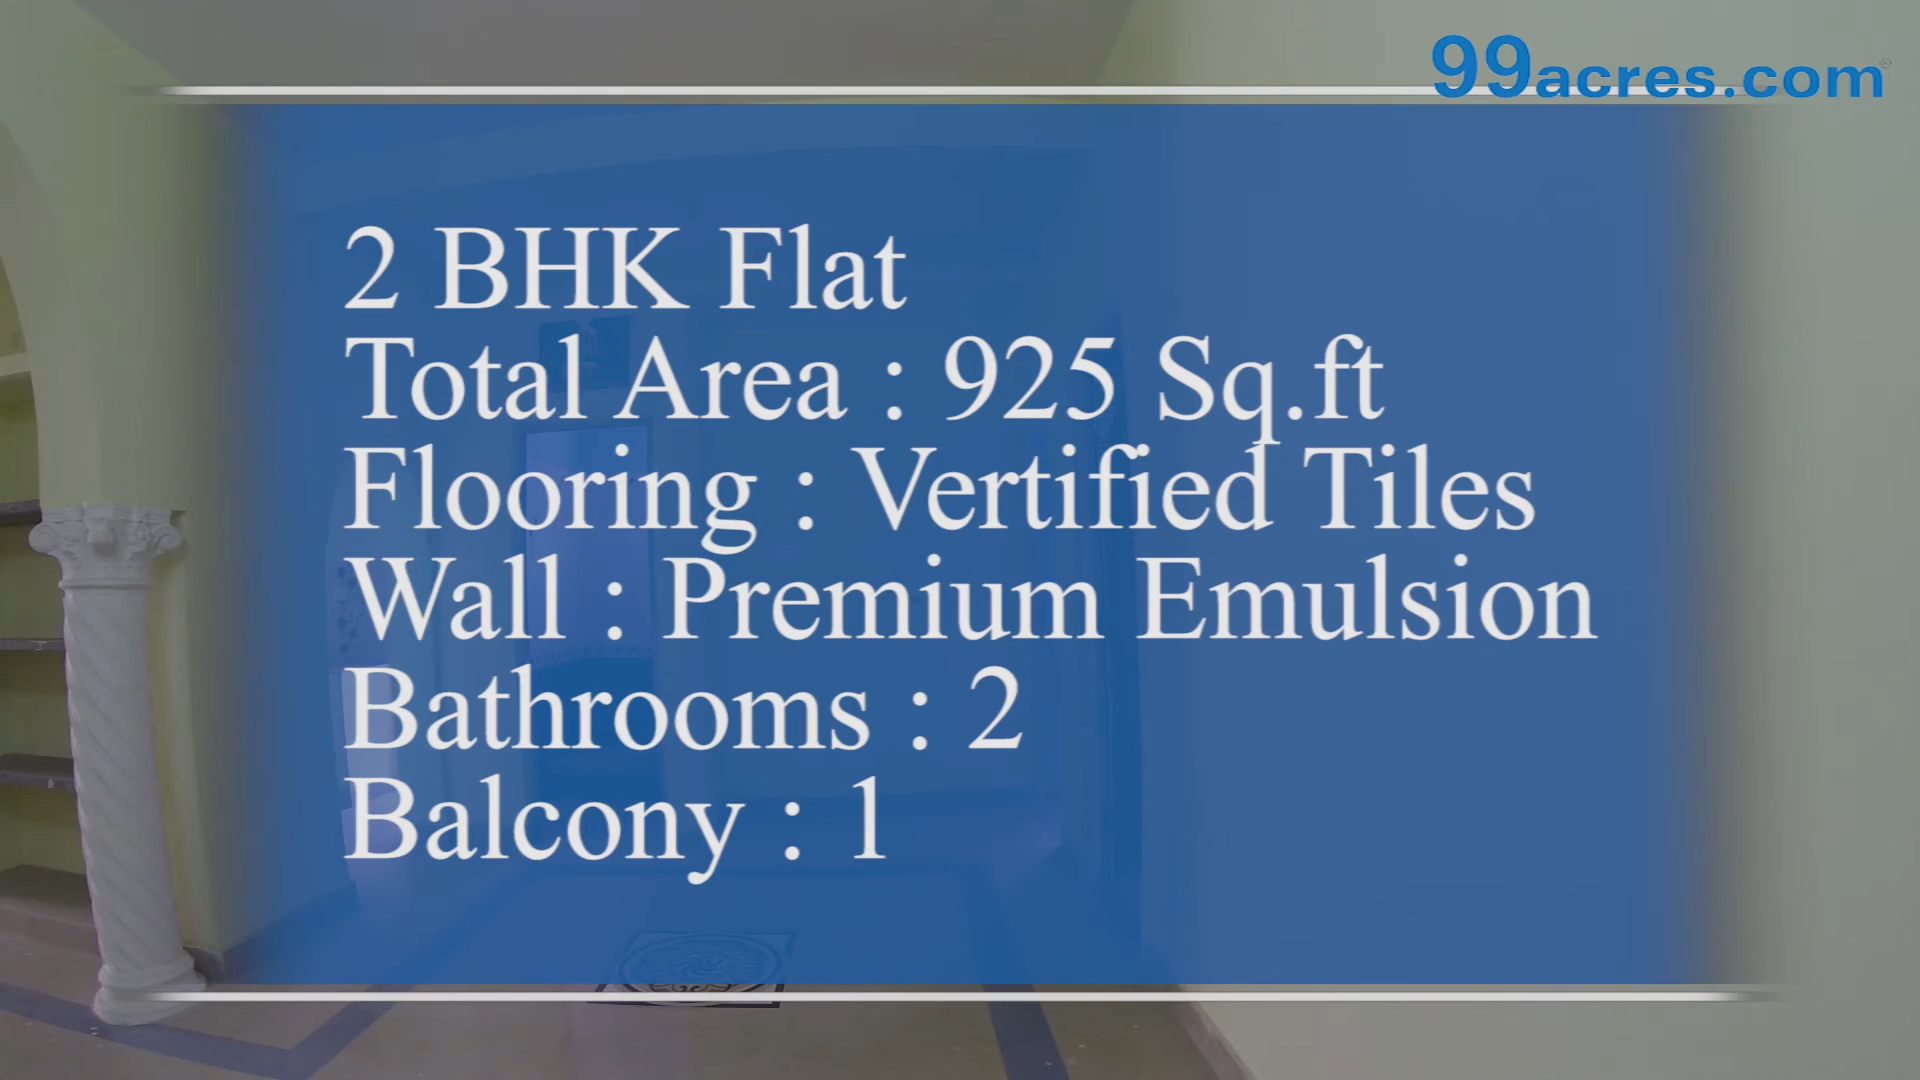 99acres.com
2 BHK Flat
Total Area : 925 Sq.ft
Flooring : Vertified Tiles
Wall : Premium Emulsion
Bathrooms : 2
Balcony : 1